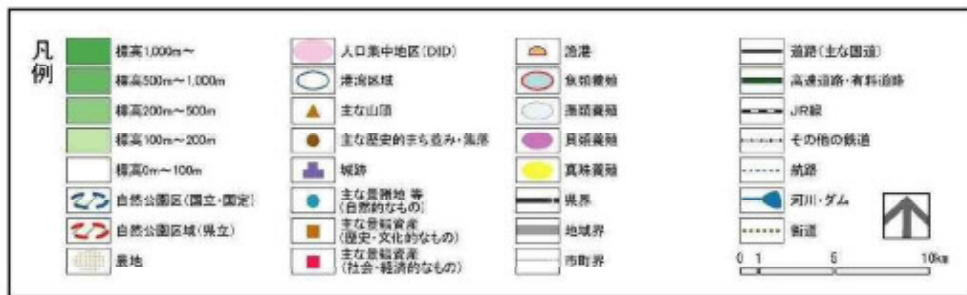 凡例
標高1,000m～
標高500m～1,000m
標高200m～500m
標高100m～200m
標高0m～100m
自然公園区(国立・国定)
自然公園区域(県立)
農地
人口集中地区(DID)
港湾区域
主な山頂
主な歴史的まち並み・集落
城跡
主な景勝地 等
(自然的なもの)
主な景観資産
(歴史・文化的なもの)
主な景観資産
(社会・経済的なもの)
漁港
魚類養殖
藻類養殖
貝類養殖
真珠養殖
県界
地域界
市町界
道路(主な国道)
高速道路・有料道路
JR線
その他の鉄道
航路
河川・ダム
街道
0 1 5 10km